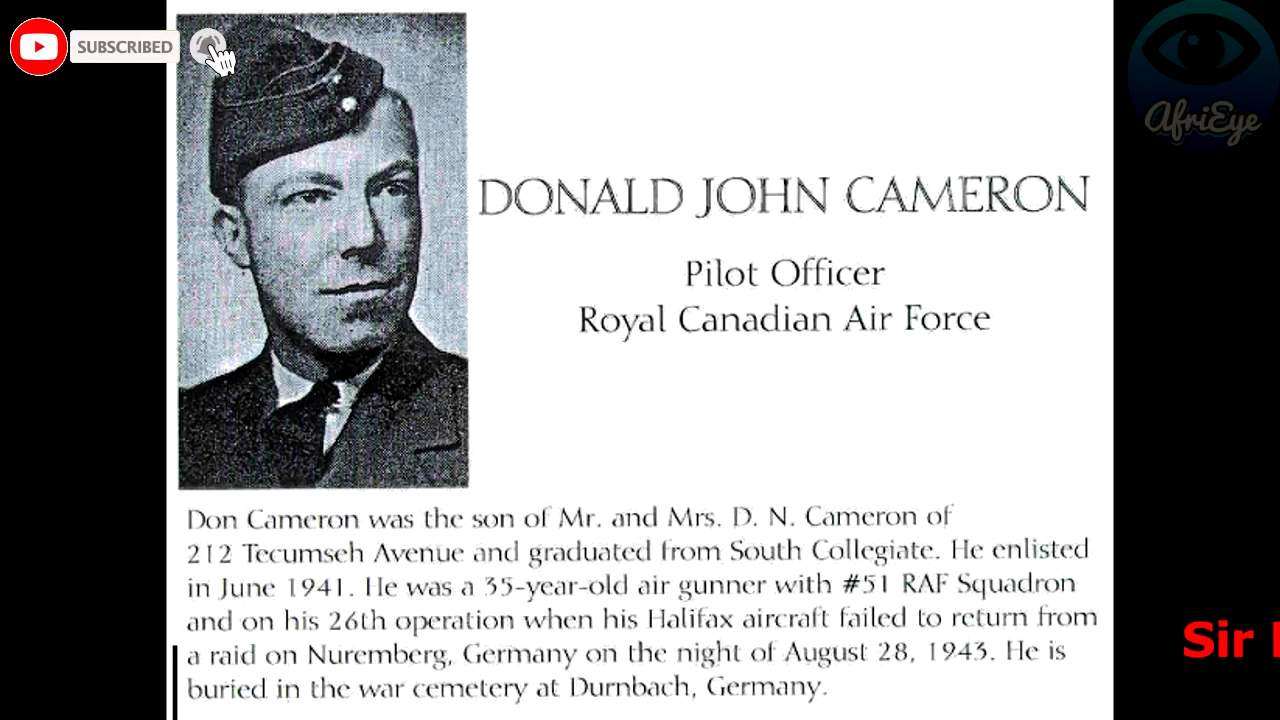 SUBSCRIBED
AfriEye
DONALD JOHN CAMERON
Pilot Officer
Royal Canadian Air Force
Don Cameron was the son of Mr. and Mrs. D. N. Cameron of
212 Tecumseh Avenue and graduated from South Collegiate. He enlisted
in June 1941. He was a 35-year-old air gunner with #51 RAF Squadron
and on his 26th operation when his Halifax aircraft failed to return from
a raid on Nuremberg, Germany on the night of August 28, 1943. He is
buried in the war cemetery at Durnbach, Germany.
Sir